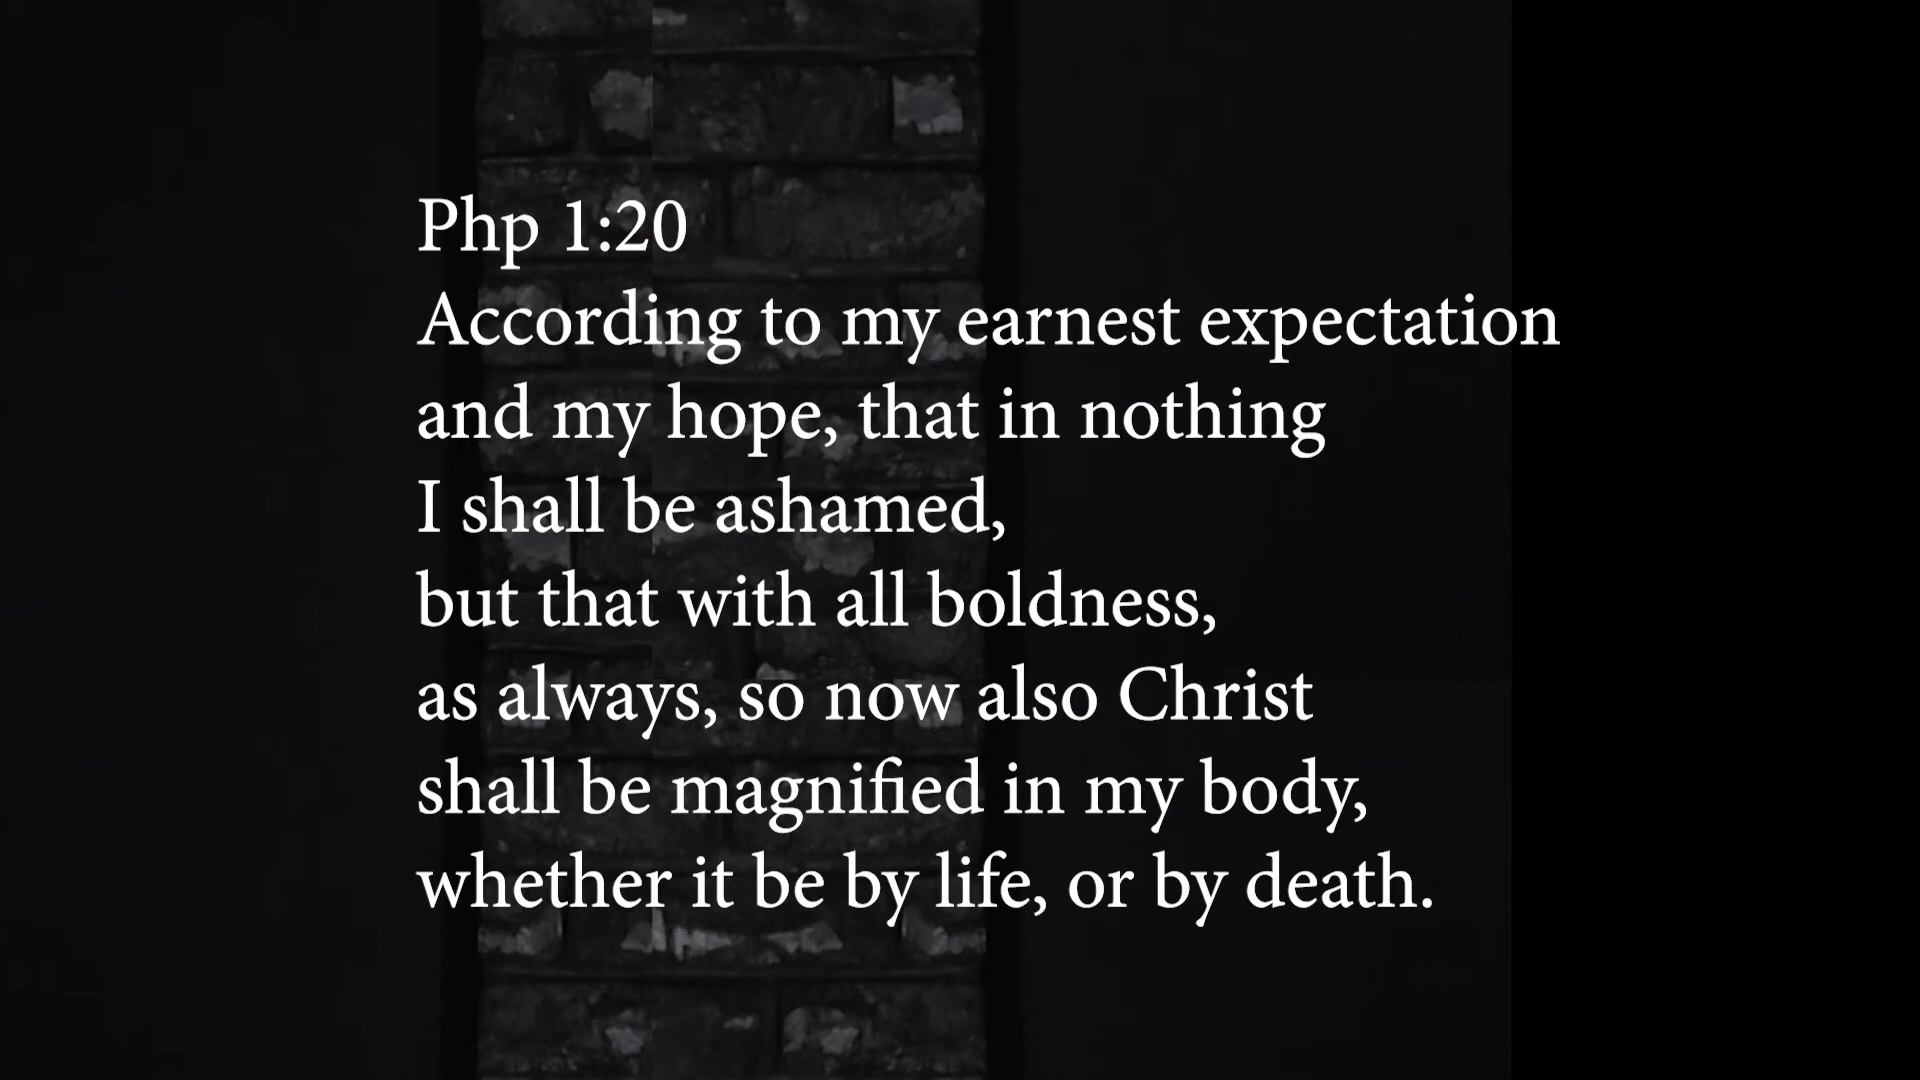 Php 1:20
According to my earnest expectation
and my hope, that in nothing
I shall be ashamed,
but that with all boldness,
as always, so now also Christ
shall be magnified in my body,
whether it be by life, or by death.